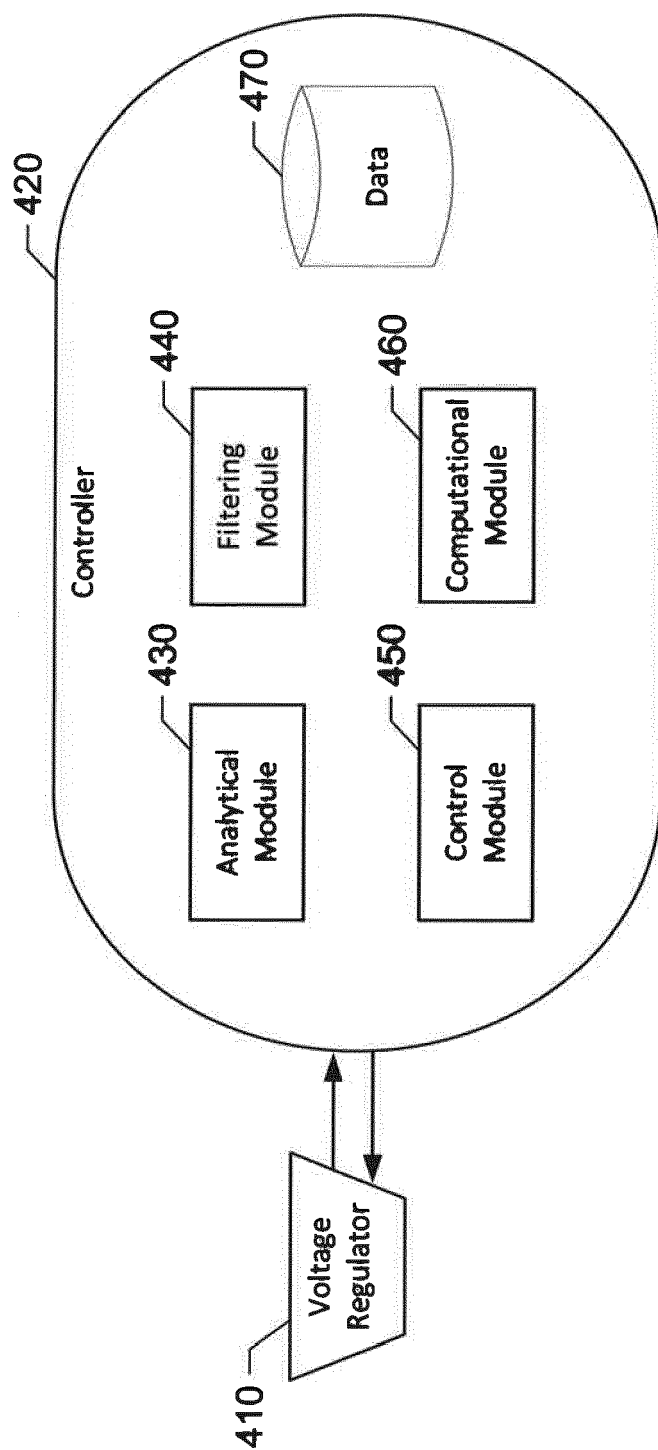 420
Controller
430
Analytical
Module
440
Filtering
Module
470
Data
450
Control
Module
460
Computational
Module
410
Voltage
Regulator